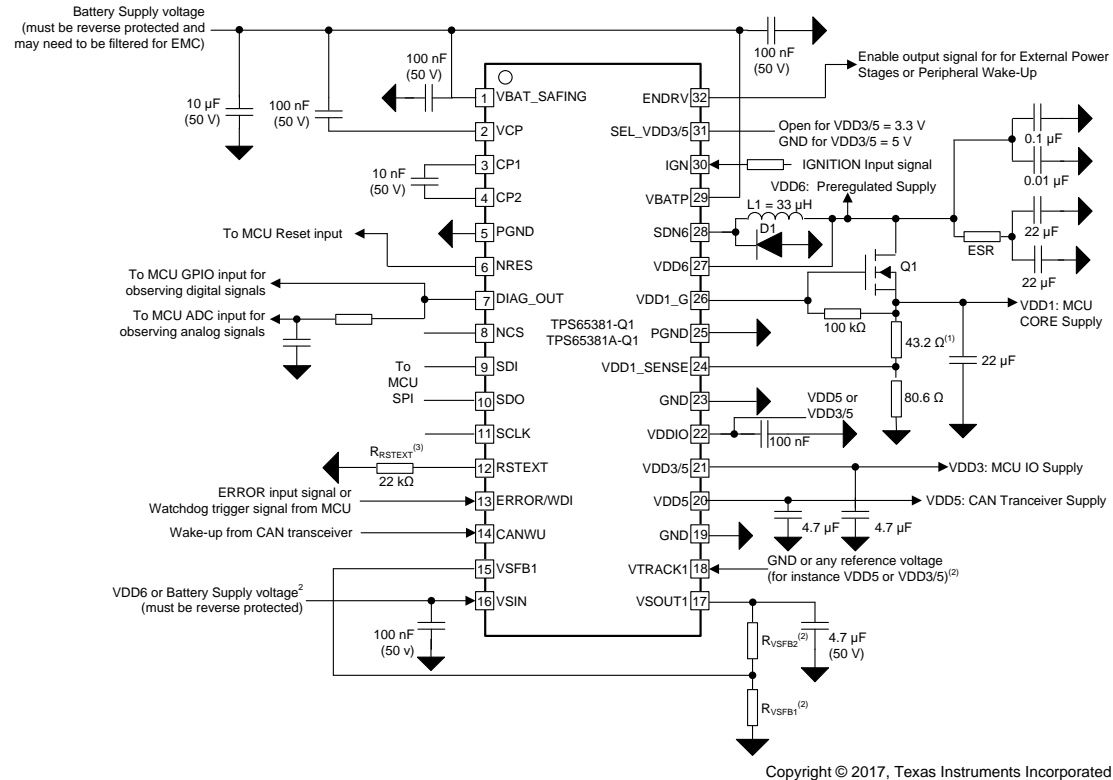 Battery Supply voltage
(must be reverse protected and
may need to be filtered for EMC)
10 µF
(50 V)
100 nF
(50 V)
100 nF
(50 V)
100 nF
(50 V)
10 nF
(50 V)
To MCU Reset input
To MCU GPIO input for
observing digital signals
To MCU ADC input for
observing analog signals
To
MCU
SPI
R_RSTEXT(3)
22 kΩ
ERROR input signal or
Watchdog trigger signal from MCU
Wake-up from CAN transceiver
VDD6 or Battery Supply voltage²
(must be reverse protected)
100 nF
(50 v)
1 VBAT_SAFING
2 VCP
3 CP1
4 CP2
5 PGND
6 NRES
7 DIAG_OUT
8 NCS
9 SDI
10 SDO
11 SCLK
12 RSTEXT
13 ERROR/WDI
14 CANWU
15 VSFB1
16 VSIN
TPS65381-Q1
TPS65381A-Q1
ENDRV 32
SEL_VDD3/5 31
IGN 30
VBATP 29
SDN6 28
VDD6 27
VDD1_G 26
PGND 25
VDD1_SENSE 24
GND 23
VDDIO 22
VDD3/5 21
VDD5 20
GND 19
VTRACK1 18
VSOUT1 17
Enable output signal for for External Power
Stages or Peripheral Wake-Up
Open for VDD3/5 = 3.3 V
GND for VDD3/5 = 5 V
IGNITION Input signal
VDD6: Preregulated Supply
L1 = 33 µH
D1
0.1 µF
0.01 µF
ESR
22 µF
22 µF
Q1
100 kΩ
VDD1: MCU
CORE Supply
43.2 Ω(1)
22 µF
80.6 Ω
VDD5 or
VDD3/5
100 nF
VDD3: MCU IO Supply
VDD5: CAN Tranceiver Supply
4.7 µF
4.7 µF
GND or any reference voltage
(for instance VDD5 or VDD3/5)(2)
R_VSFB2(2)
4.7 µF
(50 V)
R_VSFB1(2)
Copyright © 2017, Texas Instruments Incorporated